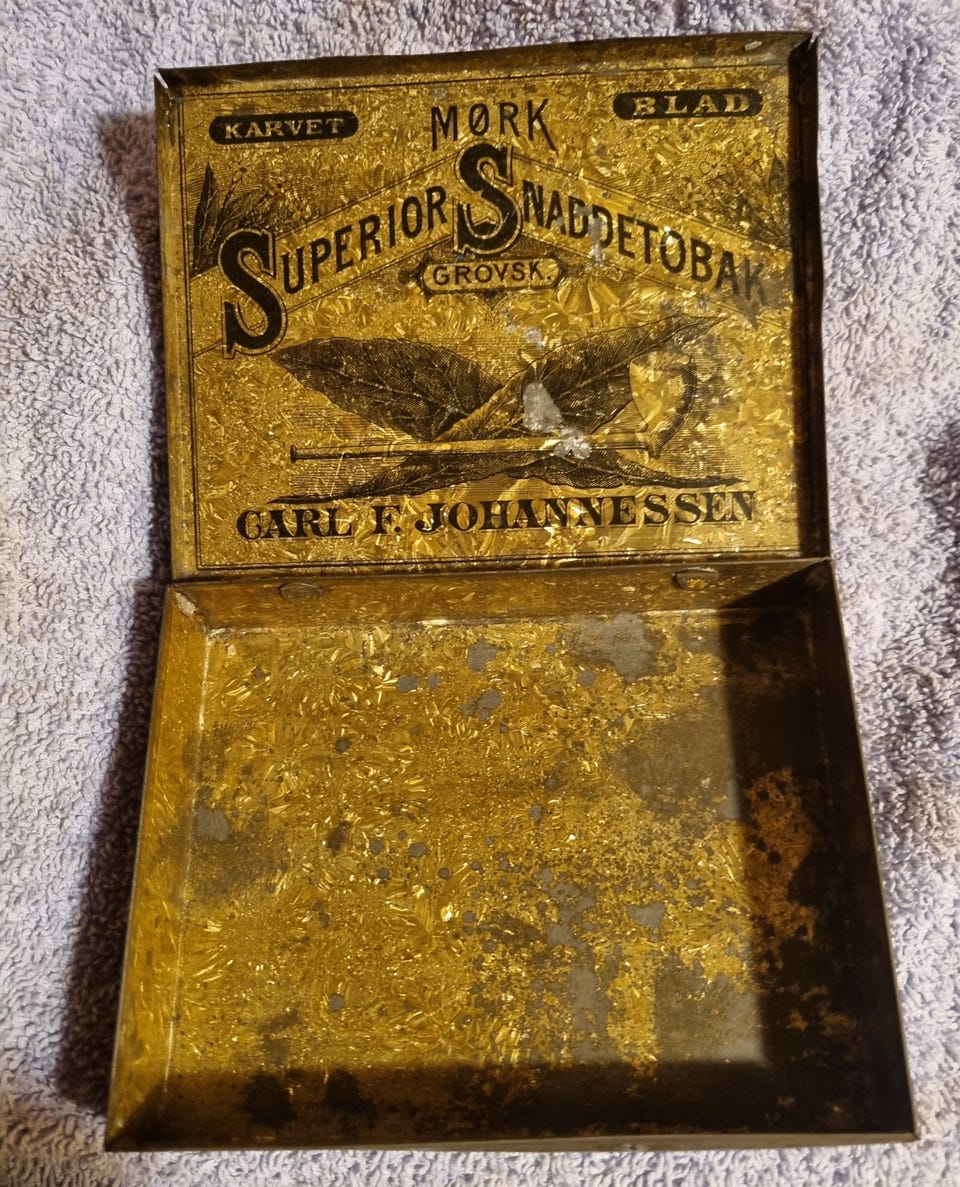 KARVET
MØRK
BLAD
SUPERIOR SNADDETOBAK
GROVSK.
CARL F. JOHANNESSEN